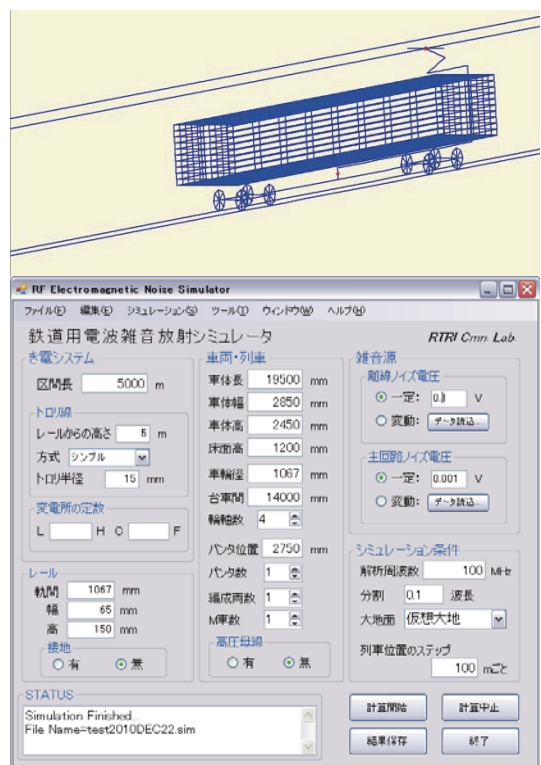 RF Electromagnetic Noise Simulator
ファイル(F) 編集(E) シミュレーション(S) ツール(T) ウィンドウ(W) ヘルプ(H)
鉄道用電波雑音放射シミュレータ
RTRI Cmn. Lab.
き電システム
区間長 5000 m
トロリ線
レールからの高さ 5 m
方式 シンプル
トロリ半径 15 mm
変電所の定数
L H C F
レール
軌間 1067 mm
幅 65 mm
高 150 mm
接地
有 無
車両・列車
車体長 19500 mm
車体幅 2850 mm
車体高 2450 mm
床面高 1200 mm
車輪径 1067 mm
台車間 14000 mm
輪軸数 4
パンタ位置 2750 mm
パンタ数 1
編成両数 1
M車数 1
高圧母線
有 無
雑音源
離線ノイズ電圧
一定: 0.1 V
変動: データ読込...
主回路ノイズ電圧
一定: 0.001 V
変動: データ読込...
シミュレーション条件
解析周波数 100 MHz
分割 0.1 波長
大地面 仮想大地
列車位置のステップ
100 mごと
STATUS
Simulation Finished...
File Name=test2010DEC22.sim
計算開始 計算中止
結果保存 終了